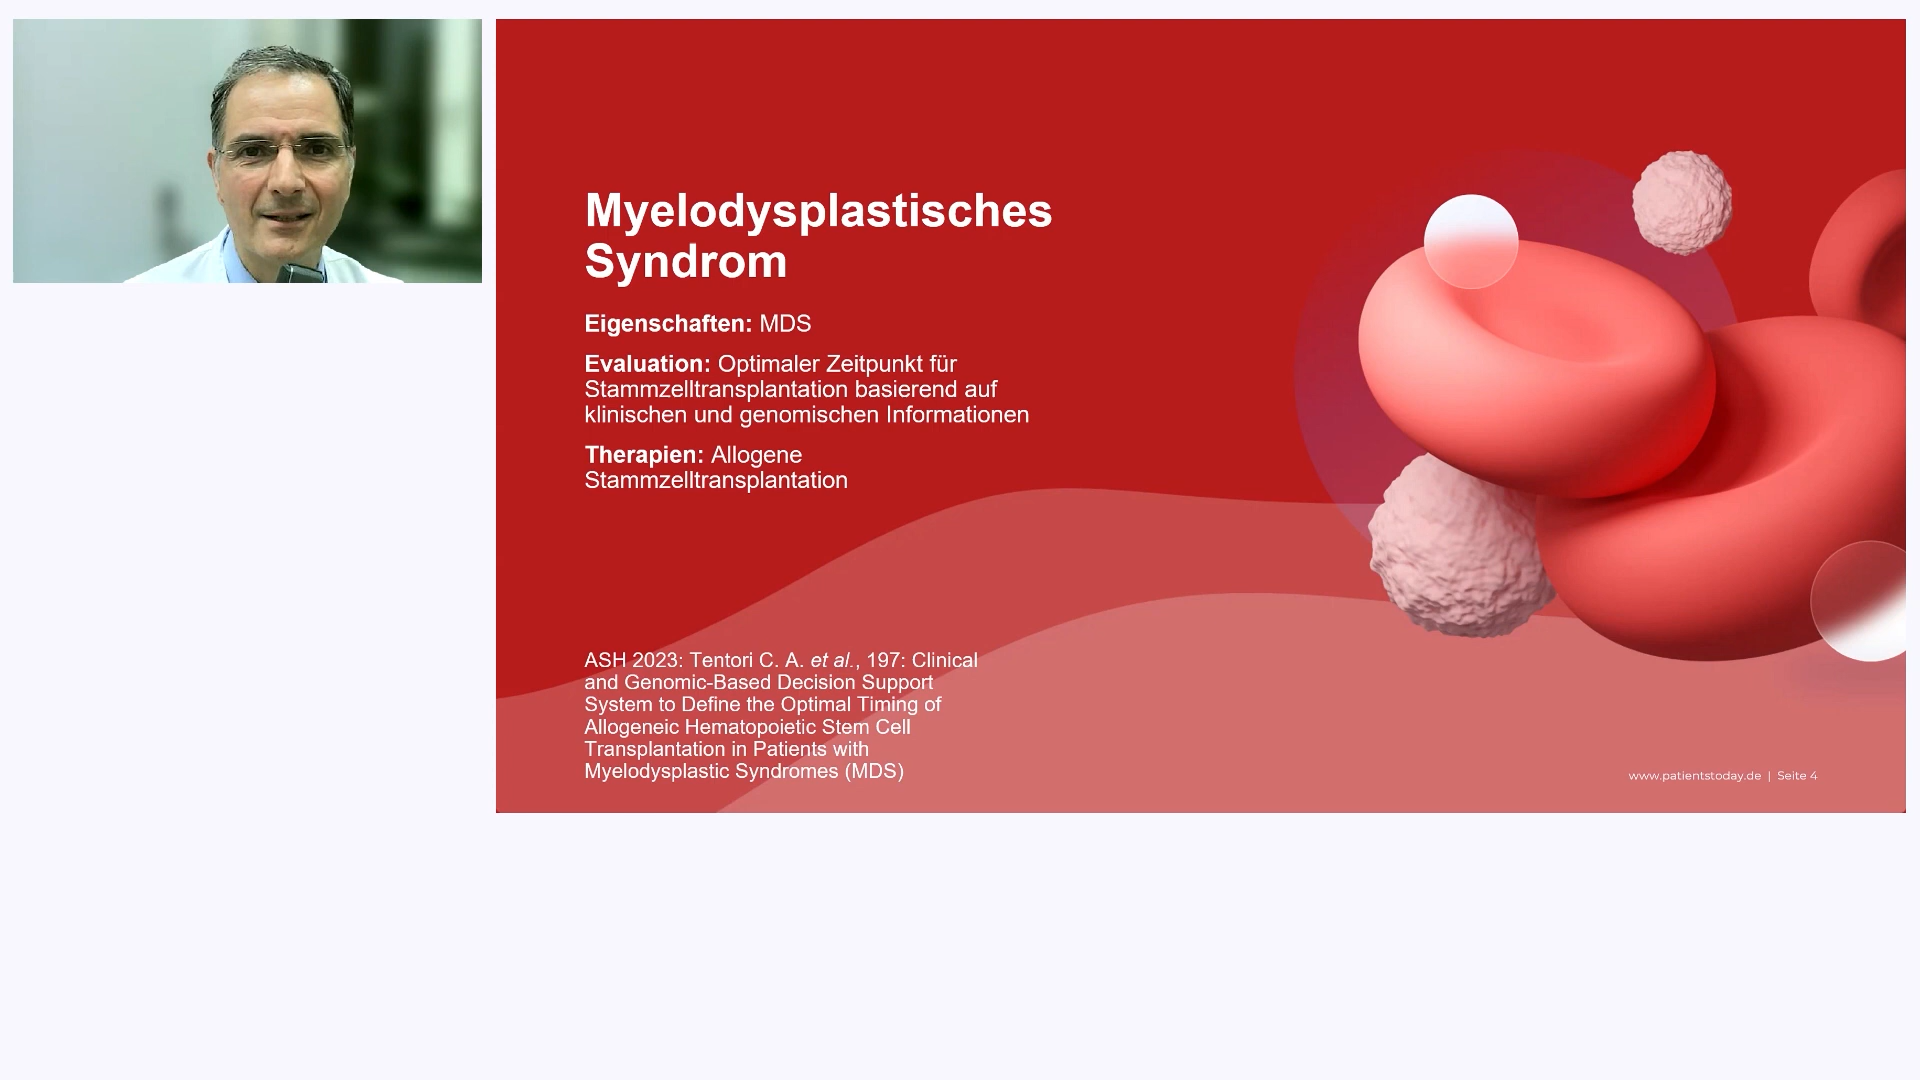 Myelodysplastisches
Syndrom
Eigenschaften: MDS
Evaluation: Optimaler Zeitpunkt für
Stammzelltransplantation basierend auf
klinischen und genomischen Informationen
Therapien: Allogene
Stammzelltransplantation
ASH 2023: Tentori C. A. et al., 197: Clinical
and Genomic-Based Decision Support
System to Define the Optimal Timing of
Allogeneic Hematopoietic Stem Cell
Transplantation in Patients with
Myelodysplastic Syndromes (MDS)
www.patientstoday.de | Seite 4